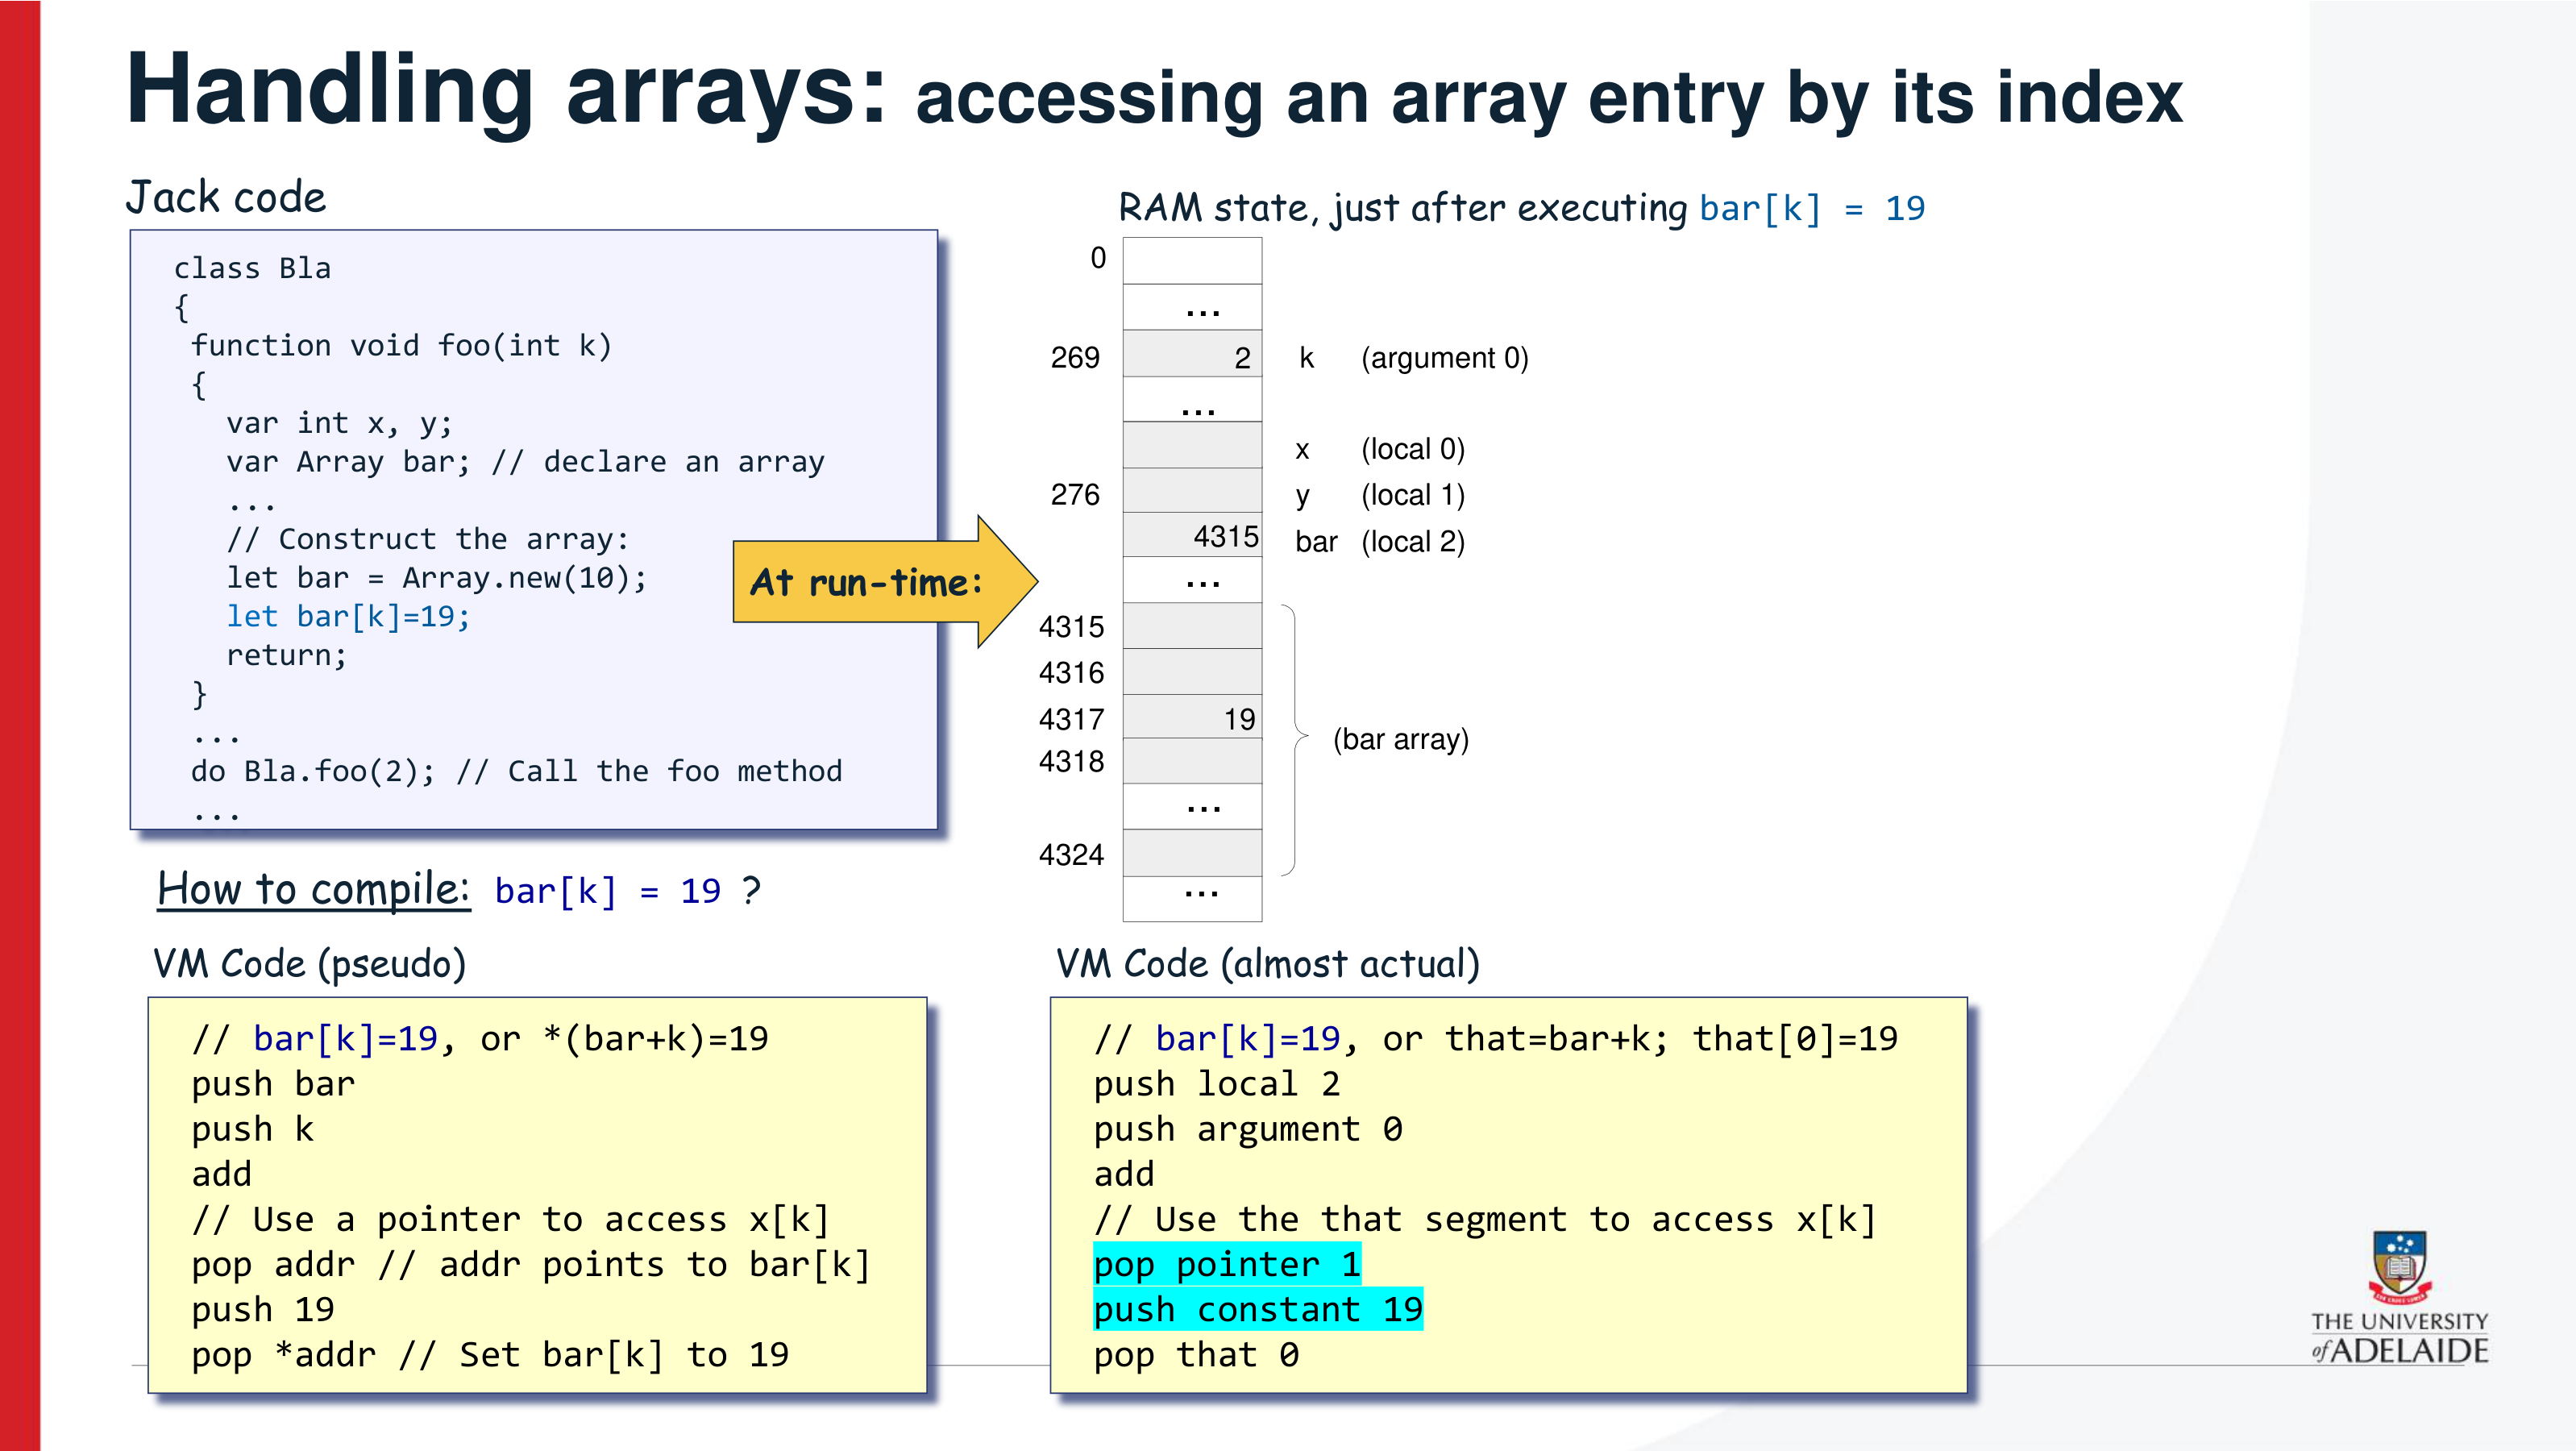 Handling arrays: accessing an array entry by its index
Jack code
class Bla
{
function void foo(int k)
{
var int x, y;
var Array bar; // declare an array
...
// Construct the array:
let bar = Array.new(10);
let bar[k]=19;
return;
}
...
do Bla.foo(2); // Call the foo method
...
At run-time:
RAM state, just after executing bar[k] = 19
0
...
269 2 k (argument 0)
...
x (local 0)
276 y (local 1)
4315 bar (local 2)
...
4315
4316
4317 19
(bar array)
4318
...
4324
...
How to compile: bar[k] = 19 ?
VM Code (pseudo)
// bar[k]=19, or *(bar+k)=19
push bar
push k
add
// Use a pointer to access x[k]
pop addr // addr points to bar[k]
push 19
pop *addr // Set bar[k] to 19
VM Code (almost actual)
// bar[k]=19, or that=bar+k; that[0]=19
push local 2
push argument 0
add
// Use the that segment to access x[k]
pop pointer 1
push constant 19
pop that 0
THE UNIVERSITY
of ADELAIDE